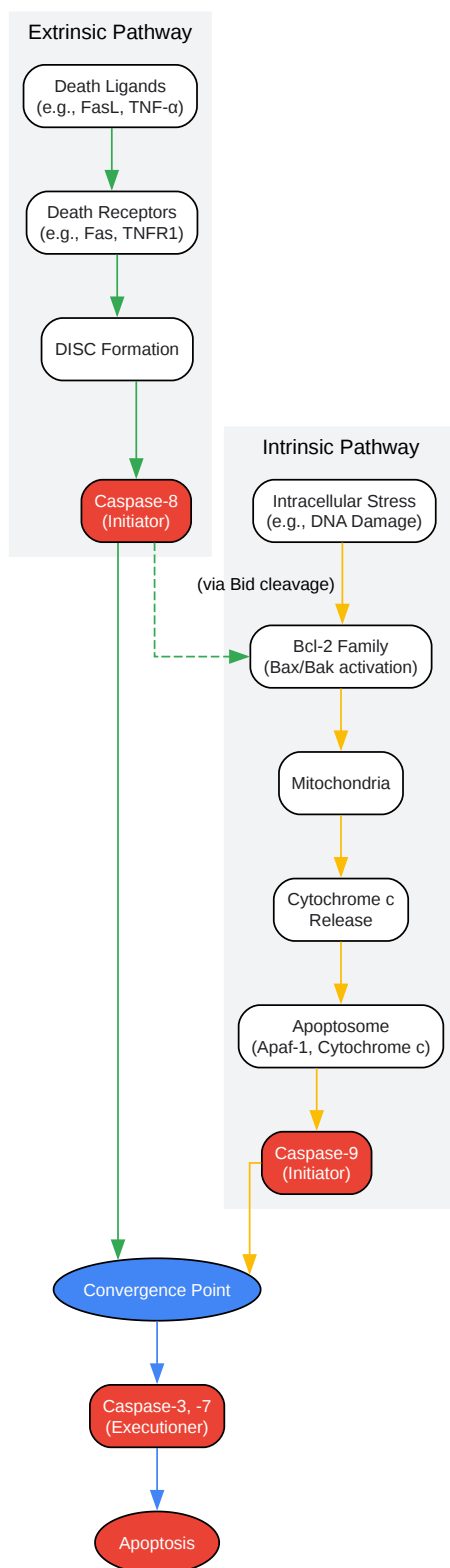 Extrinsic Pathway
Death Ligands
(e.g., FasL, TNF-α)
Death Receptors
(e.g., Fas, TNFR1)
DISC Formation
Caspase-8
(Initiator)
Intrinsic Pathway
Intracellular Stress
(e.g., DNA Damage)
(via Bid cleavage)
Bcl-2 Family
(Bax/Bak activation)
Mitochondria
Cytochrome c
Release
Apoptosome
(Apaf-1, Cytochrome c)
Caspase-9
(Initiator)
Convergence Point
Caspase-3, -7
(Executioner)
Apoptosis